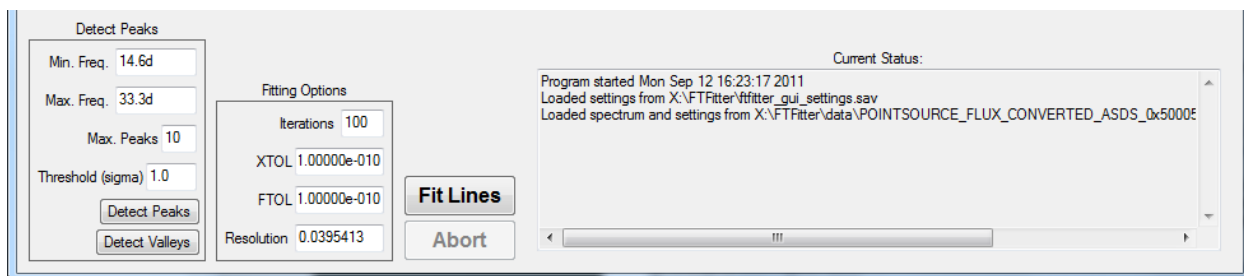 Detect Peaks
Min. Freq. 14.6d
Max. Freq. 33.3d
Max. Peaks 10
Threshold (sigma) 1.0
Detect Peaks
Detect Valleys
Fitting Options
Iterations 100
XTOL 1.00000e-010
FTOL 1.00000e-010
Resolution 0.0395413
Fit Lines
Abort
Current Status:
Program started Mon Sep 12 16:23:17 2011
Loaded settings from X:\FTFitter\ftfitter_gui_settings.sav
Loaded spectrum and settings from X:\FTFitter\data\POINTSOURCE_FLUX_CONVERTED_ASDS_0x50005